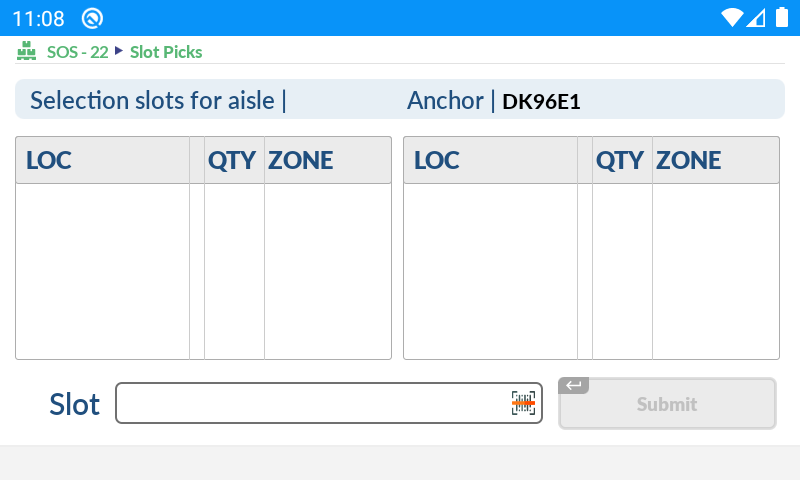 11:08
SOS - 22 Slot Picks
Selection slots for aisle | Anchor | DK96E1
LOC QTY ZONE LOC QTY ZONE
Slot Submit